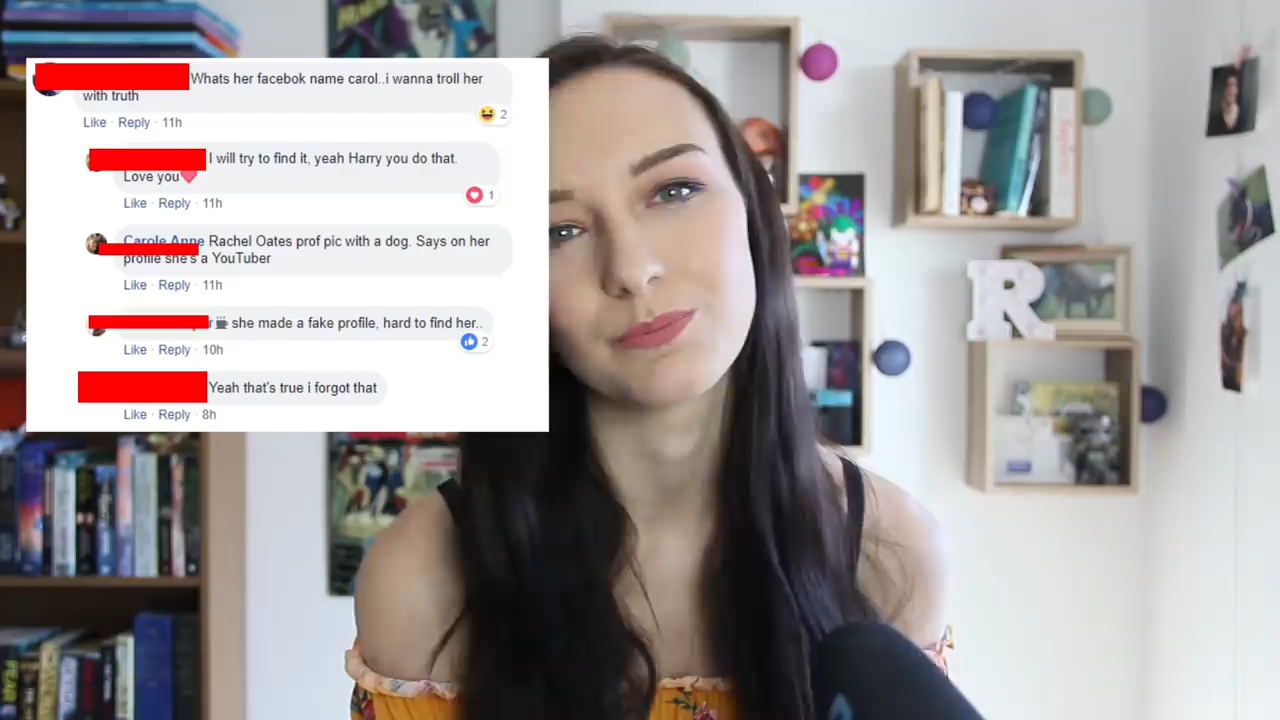 Whats her facebok name carol..i wanna troll her
with truth
2
Like · Reply · 11h
I will try to find it, yeah Harry you do that.
Love you❤
1
Like · Reply · 11h
Carole Anne Rachel Oates prof pic with a dog. Says on her
profile she's a YouTuber
Like · Reply · 11h
she made a fake profile, hard to find her..
2
Like · Reply · 10h
Yeah that's true i forgot that
Like · Reply · 8h
R
FEAR